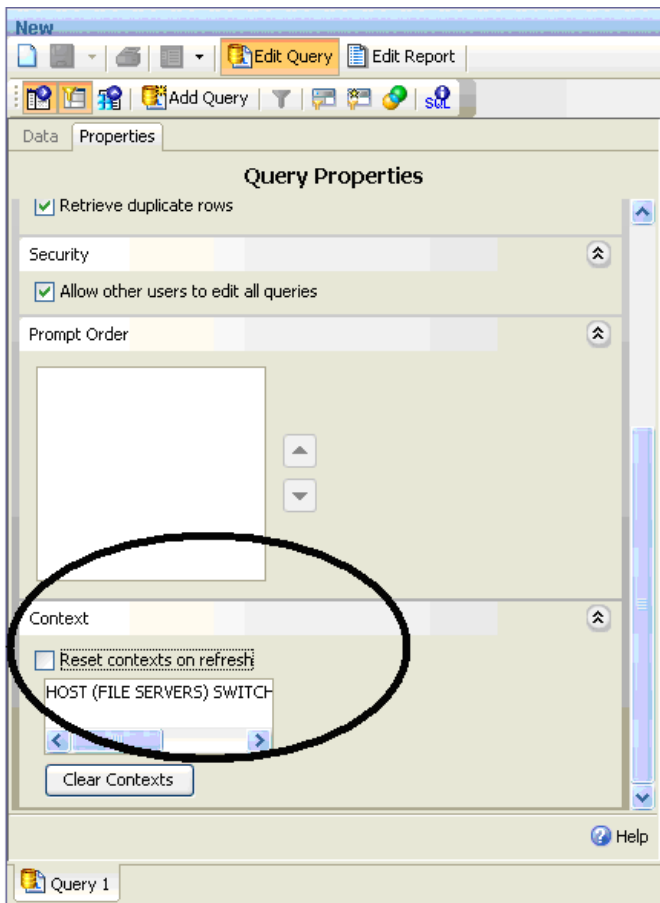 New
Edit Query Edit Report
Add Query SQL
Data Properties
Query Properties
Retrieve duplicate rows
Security
Allow other users to edit all queries
Prompt Order
Context
Reset contexts on refresh
HOST (FILE SERVERS) SWITCH
Clear Contexts
Help
Query 1